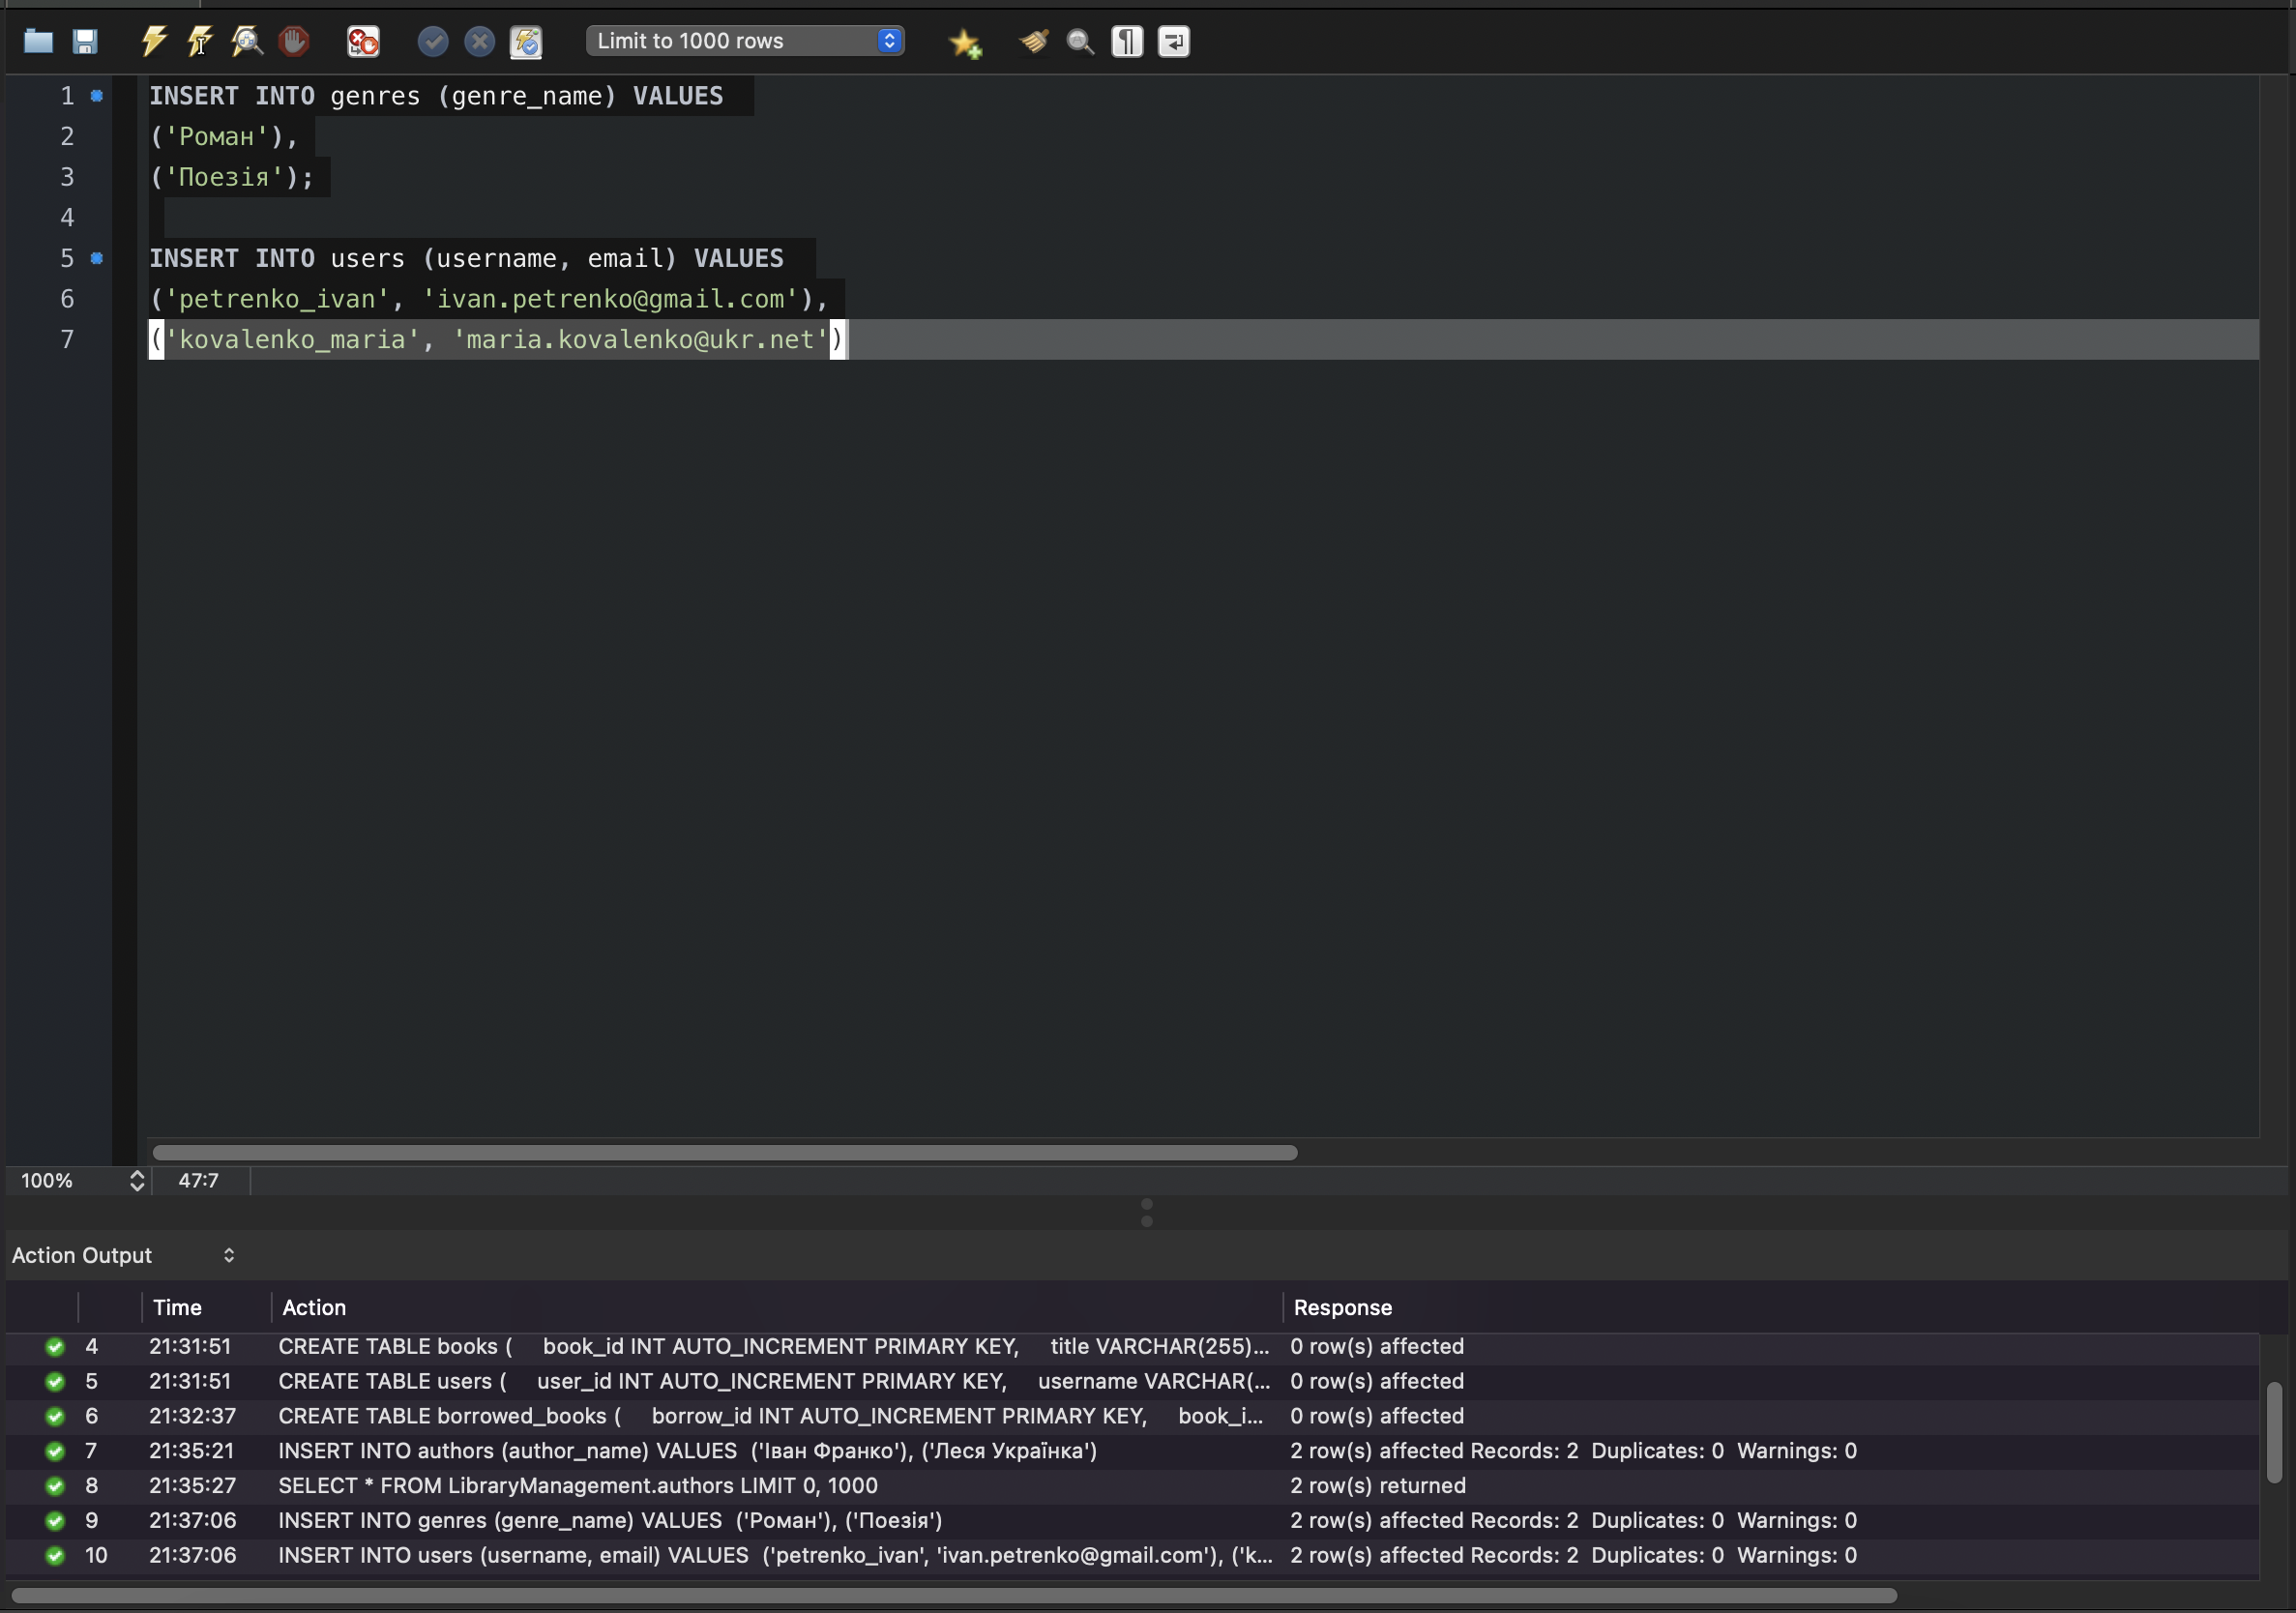 Limit to 1000 rows
1 INSERT INTO genres (genre_name) VALUES
2 ('Роман'),
3 ('Поезія');
4
5 INSERT INTO users (username, email) VALUES
6 ('petrenko_ivan', 'ivan.petrenko@gmail.com'),
7 ('kovalenko_maria', 'maria.kovalenko@ukr.net')
100% 47:7
Action Output
Time Action Response
4 21:31:51 CREATE TABLE books ( book_id INT AUTO_INCREMENT PRIMARY KEY, title VARCHAR(255)... 0 row(s) affected
5 21:31:51 CREATE TABLE users ( user_id INT AUTO_INCREMENT PRIMARY KEY, username VARCHAR(... 0 row(s) affected
6 21:32:37 CREATE TABLE borrowed_books ( borrow_id INT AUTO_INCREMENT PRIMARY KEY, book_i... 0 row(s) affected
7 21:35:21 INSERT INTO authors (author_name) VALUES ('Іван Франко'), ('Леся Українка') 2 row(s) affected Records: 2 Duplicates: 0 Warnings: 0
8 21:35:27 SELECT * FROM LibraryManagement.authors LIMIT 0, 1000 2 row(s) returned
9 21:37:06 INSERT INTO genres (genre_name) VALUES ('Роман'), ('Поезія') 2 row(s) affected Records: 2 Duplicates: 0 Warnings: 0
10 21:37:06 INSERT INTO users (username, email) VALUES ('petrenko_ivan', 'ivan.petrenko@gmail.com'), ('k... 2 row(s) affected Records: 2 Duplicates: 0 Warnings: 0